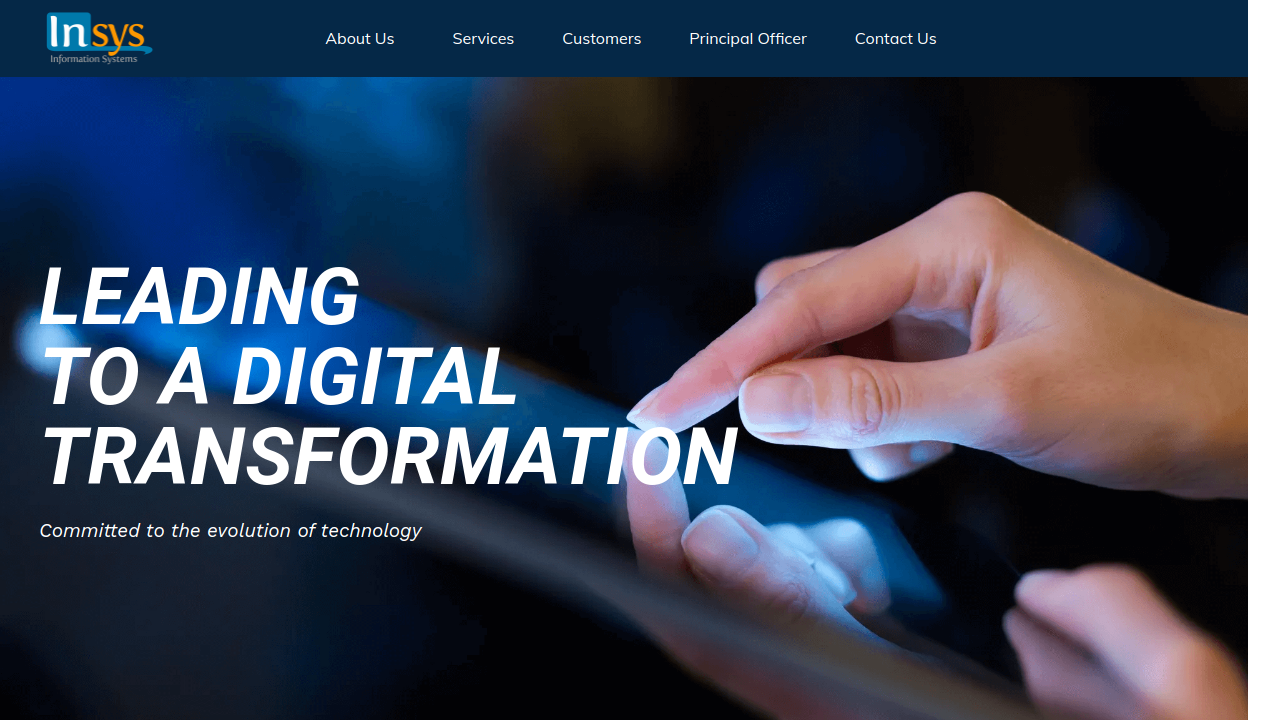 Insys
Information Systems
About Us
Services
Customers
Principal Officer
Contact Us
LEADING
TO A DIGITAL
TRANSFORMATION
Committed to the evolution of technology